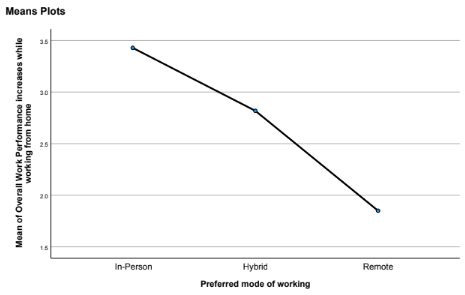 Means Plots
Mean of Overall Work Performance increases while
working from home
3.5
3.0
2.5
2.0
1.5
In-Person
Hybrid
Remote
Preferred mode of working